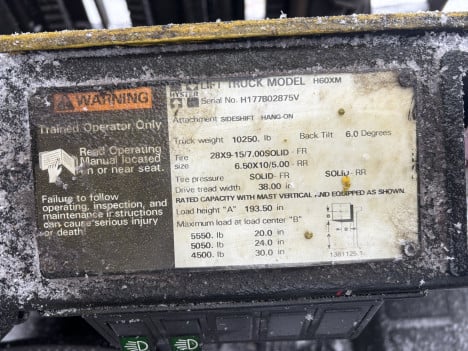 WARNING
Trained Operator Only
Read Operating
Manual located
n or near seat.
Failure to follow
operating, inspection, and
maintenance instructions
can cause serious injury
or death.
LIFT TRUCK MODEL H60XM
HYSTER
Serial No. H177B02875V
Attachment SIDESHIFT HANG-ON
Truck weight 10250. lb Back Tilt 6.0 Degrees
Tire 28X9-15/7.00SOLID - FR
size 6.50X10/5.00 - RR
Tire pressure SOLID- FR SOLID- RR
Drive tread width 38.00 in.
RATED CAPACITY WITH MAST VERTICAL AND EQUIPPED AS SHOWN.
Load height "A" 193.50 in.
Maximum load at load center "B"
5550. lb 20.0 in
5050. lb 24.0 in
4500. lb 30.0 in
1381125 1